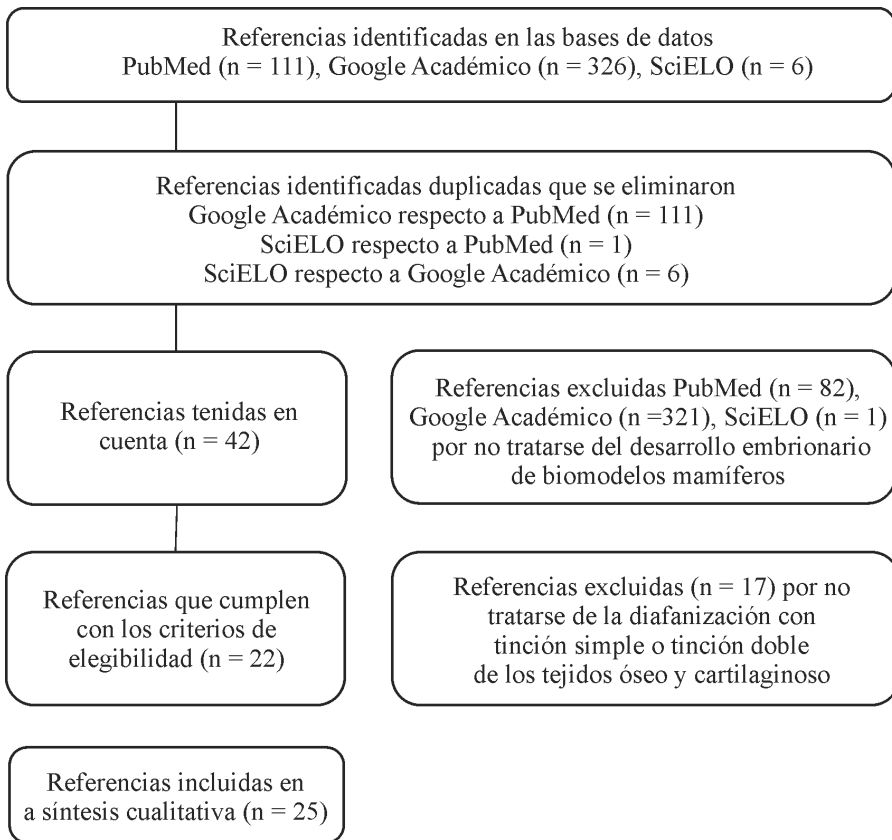 Referencias identificadas en las bases de datos
PubMed (n = 111), Google Académico (n = 326), SciELO (n = 6)
Referencias identificadas duplicadas que se eliminaron
Google Académico respecto a PubMed (n = 111)
SciELO respecto a PubMed (n = 1)
SciELO respecto a Google Académico (n = 6)
Referencias tenidas en
cuenta (n = 42)
Referencias excluidas PubMed (n = 82),
Google Académico (n =321), SciELO (n = 1)
por no tratarse del desarrollo embrionario
de biomodelos mamíferos
Referencias que cumplen
con los criterios de
elegibilidad (n = 22)
Referencias excluidas (n = 17) por no
tratarse de la diafanización con
tinción simple o tinción doble
de los tejidos óseo y cartilaginoso
Referencias incluidas en
a síntesis cualitativa (n = 25)